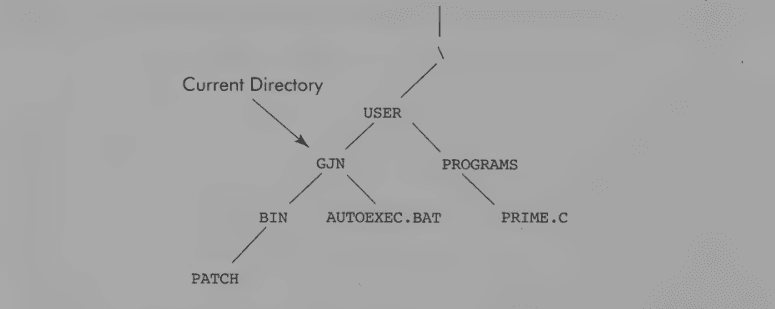 \
Current Directory
USER
GJN
PROGRAMS
BIN
AUTOEXEC.BAT
PRIME.C
PATCH